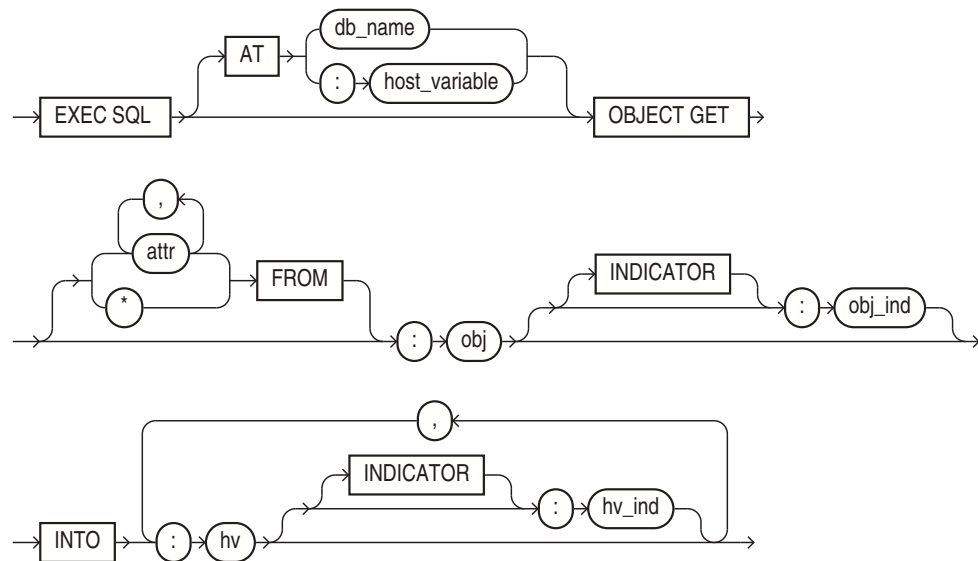 db_name
AT
: host_variable
EXEC SQL OBJECT GET
,
attr
* FROM INDICATOR
: obj : obj_ind
,
INDICATOR
INTO : hv : hv_ind